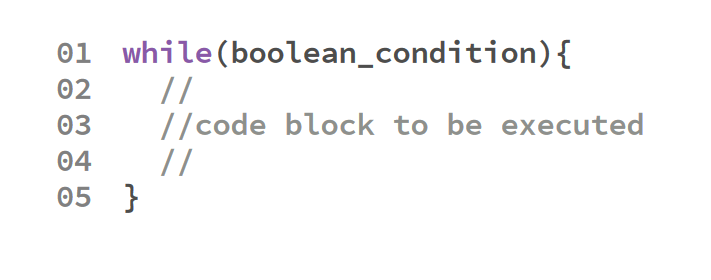 01 while(boolean_condition){
02 //
03 //code block to be executed
04 //
05 }